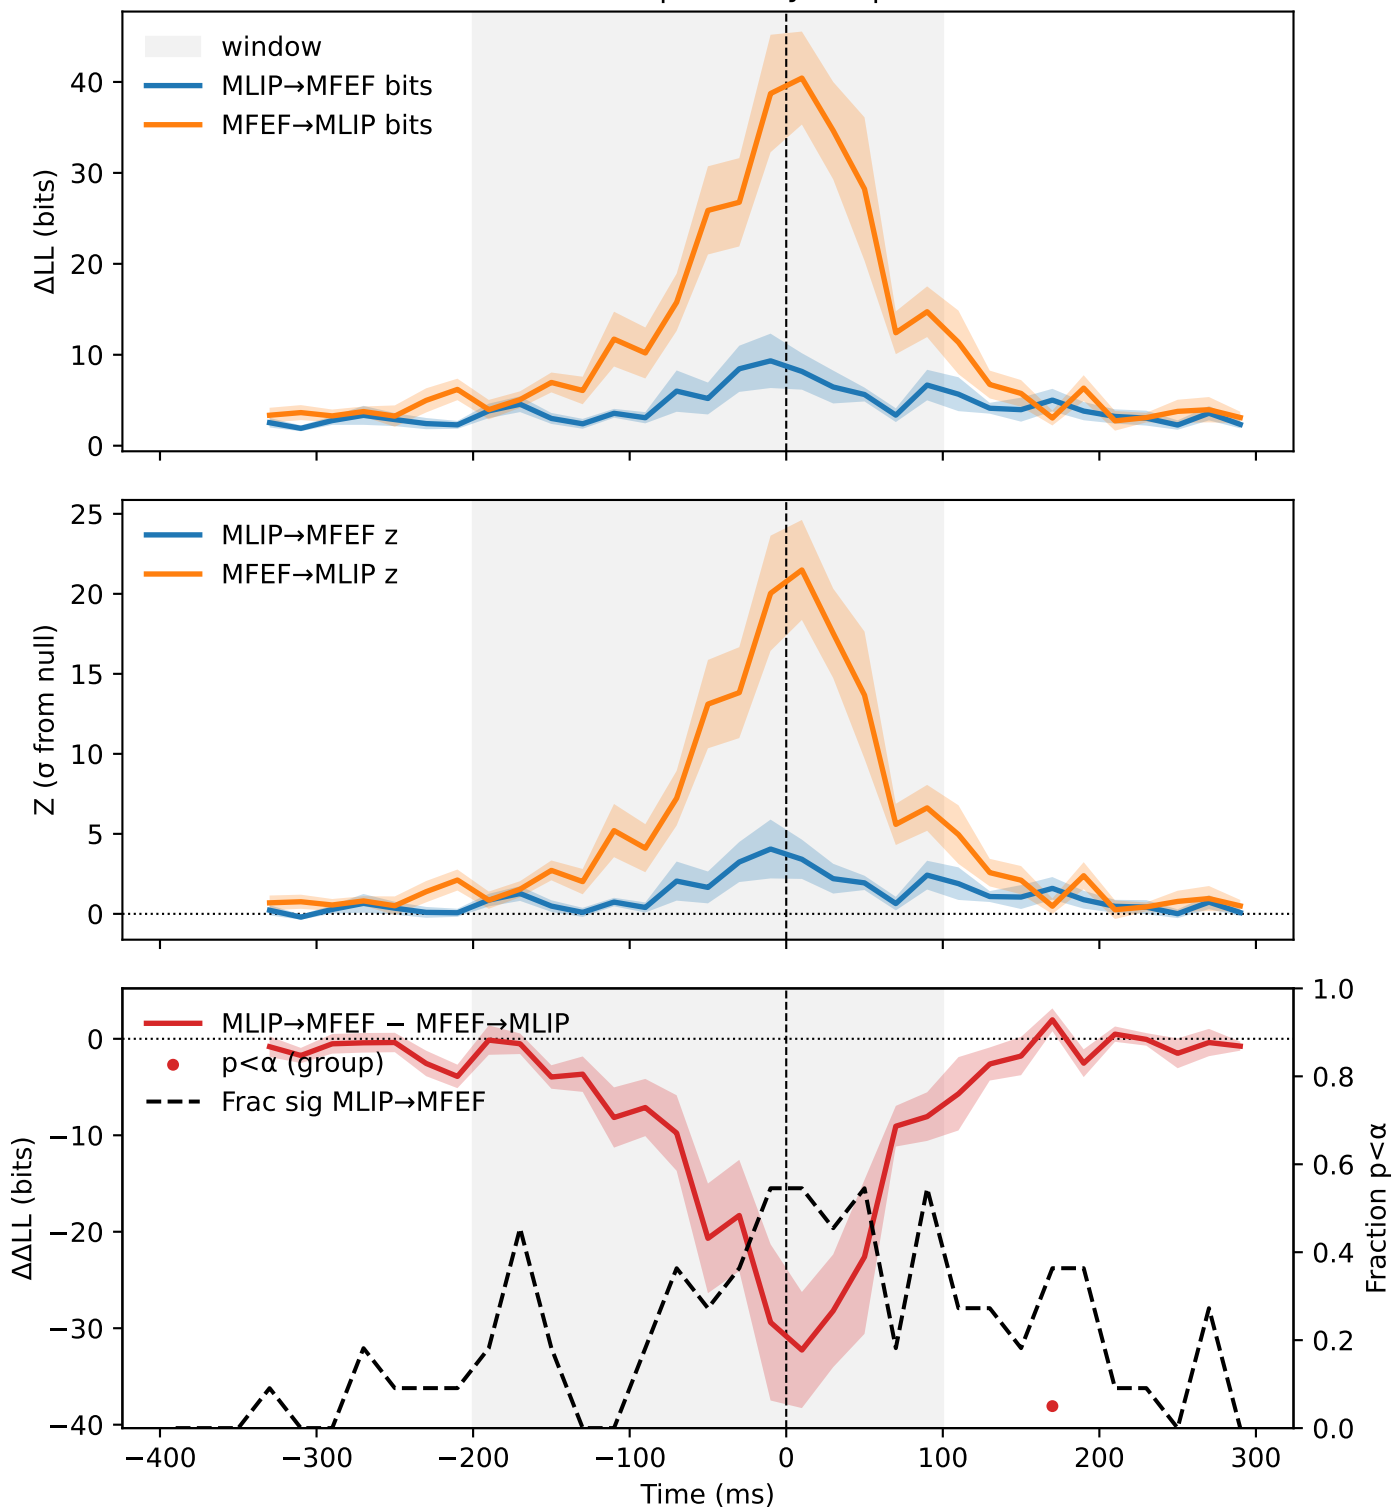 window
MLIP→MFEF bits
MFEF→MLIP bits
40
30
20
10
0
ΔLL (bits)
MLIP→MFEF z
MFEF→MLIP z
25
20
15
10
5
0
Z (σ from null)
MLIP→MFEF − MFEF→MLIP
p<α (group)
Frac sig MLIP→MFEF
0
−10
−20
−30
−40
ΔΔLL (bits)
1.0
0.8
0.6
0.4
0.2
0.0
Fraction p<α
−400 −300 −200 −100 0 100 200 300
Time (ms)